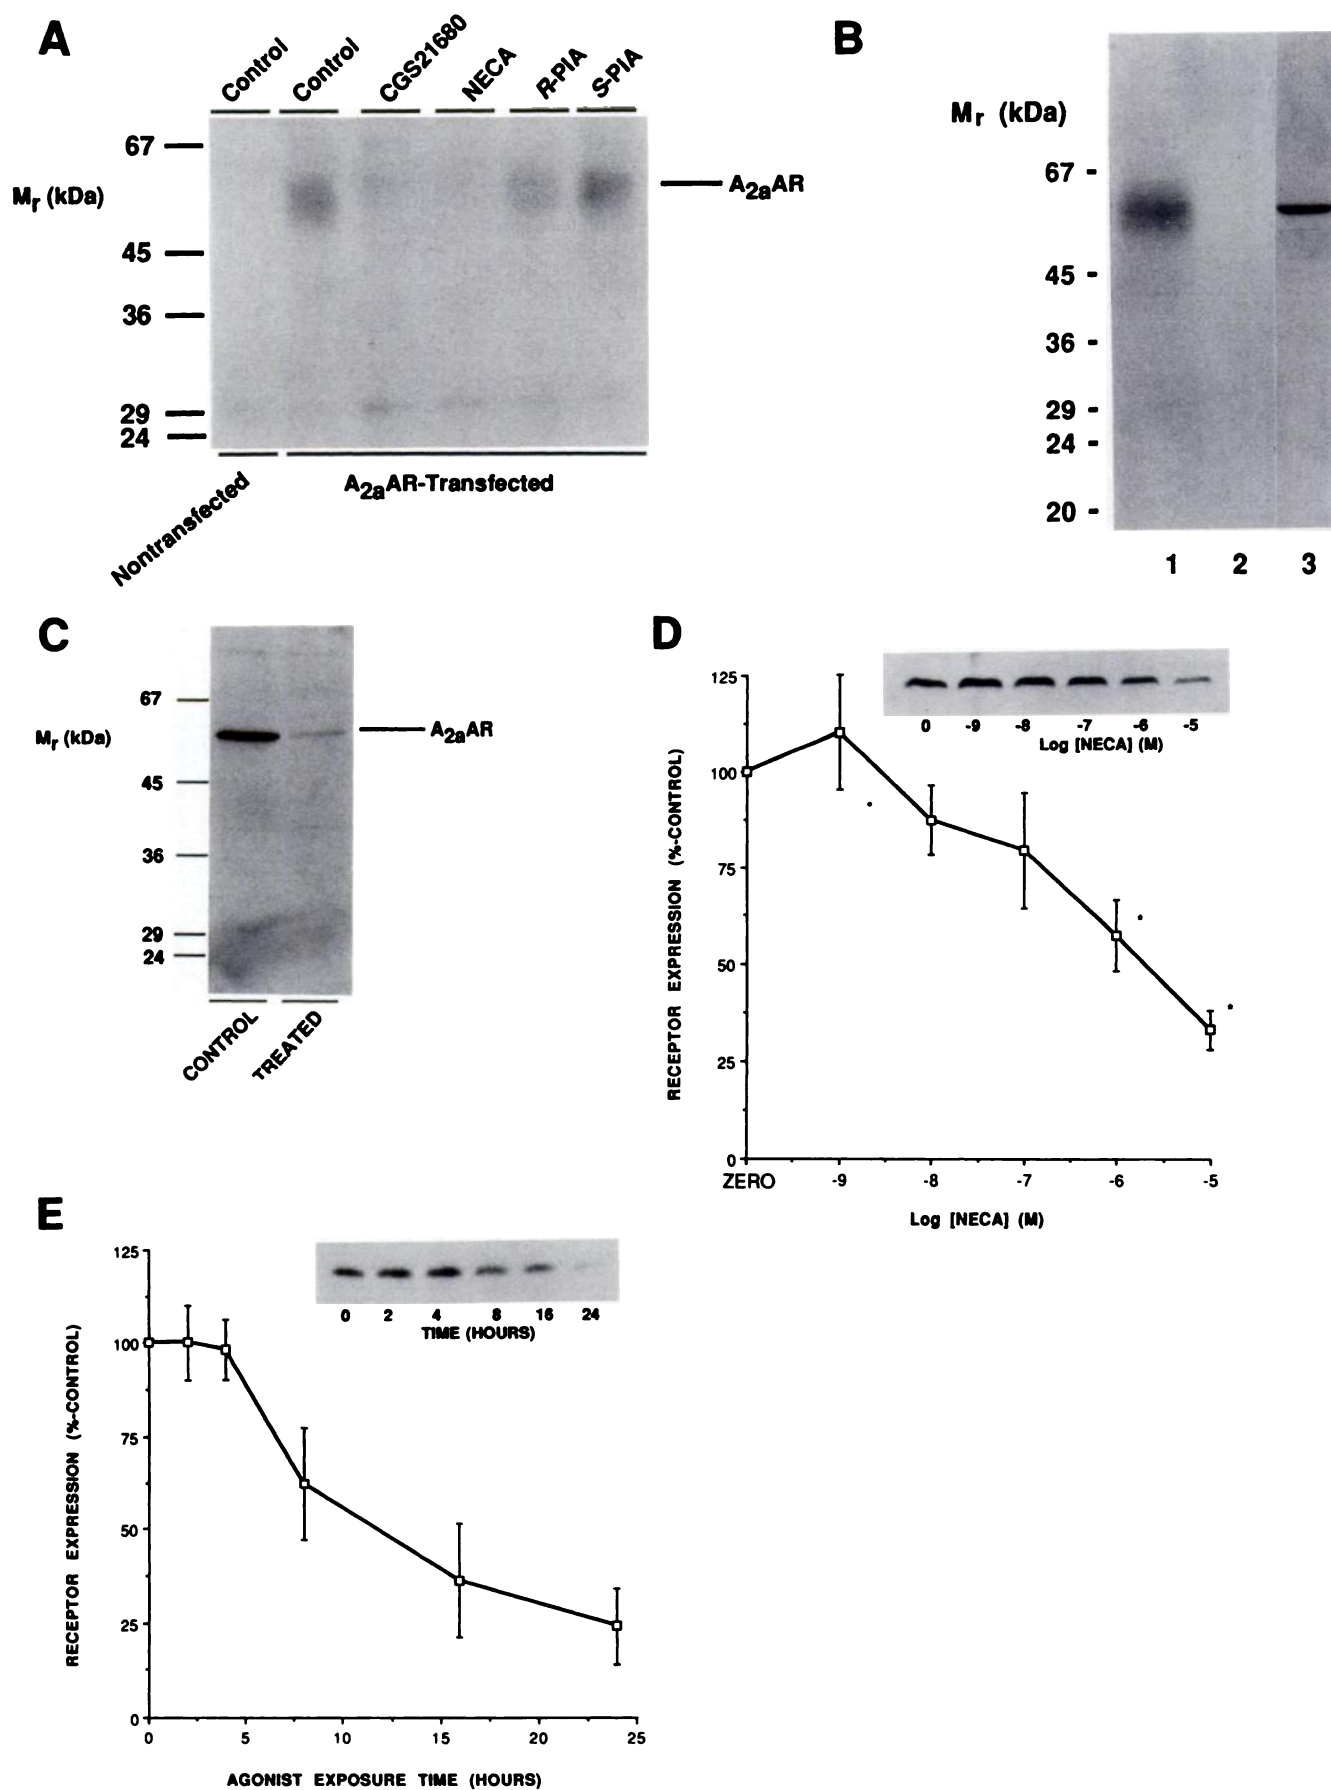 A
Control
Control
CGS21680
NECA
R-PIA
S-PIA
67
Mr (kDa)
45
36
29
24
A2aAR
Nontransfected
A2aAR-Transfected
B
Mr (kDa)
67
45
36
29
24
20
1 2 3
C
67
Mr (kDa)
45
36
29
24
A2aAR
CONTROL
TREATED
D
RECEPTOR EXPRESSION (%-CONTROL)
125
100
75
50
25
0
0 -9 -8 -7 -6 -5
Log [NECA] (M)
*
*
ZERO -9 -8 -7 -6 -5
Log [NECA] (M)
E
RECEPTOR EXPRESSION (%-CONTROL)
125
100
75
50
25
0
0 2 4 8 16 24
TIME (HOURS)
0 5 10 15 20 25
AGONIST EXPOSURE TIME (HOURS)